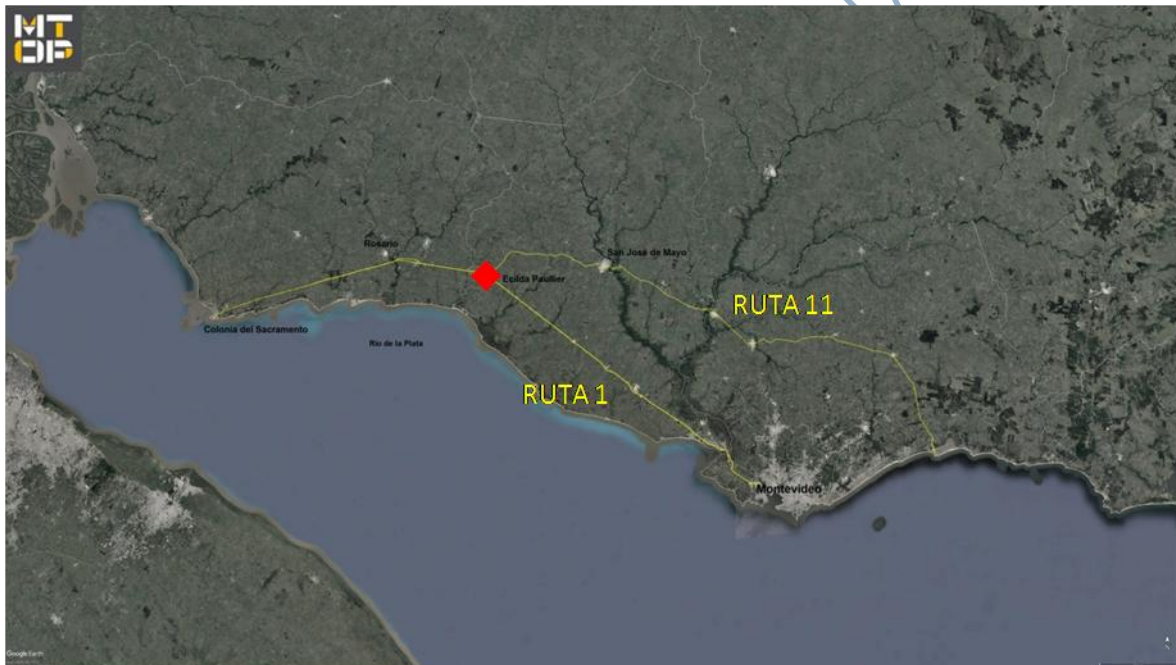 MT
OP
Rosario
San José de Mayo
Ecilda Paullier
RUTA 11
Colonia del Sacramento
Rio de la Plata
RUTA 1
Montevideo
Google Earth